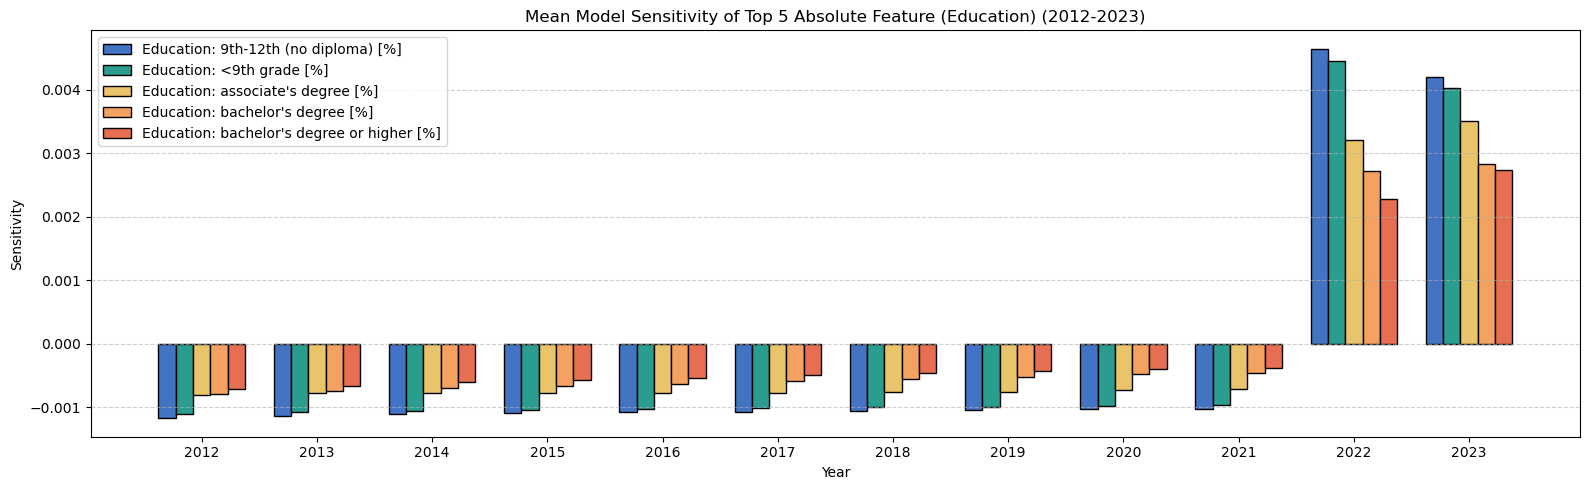 Mean Model Sensitivity of Top 5 Absolute Feature (Education) (2012-2023)
Education: 9th-12th (no diploma) [%]
Education: <9th grade [%]
Education: associate's degree [%]
Education: bachelor's degree [%]
Education: bachelor's degree or higher [%]
Sensitivity
0.004
0.003
0.002
0.001
0.000
−0.001
2012 2013 2014 2015 2016 2017 2018 2019 2020 2021 2022 2023
Year